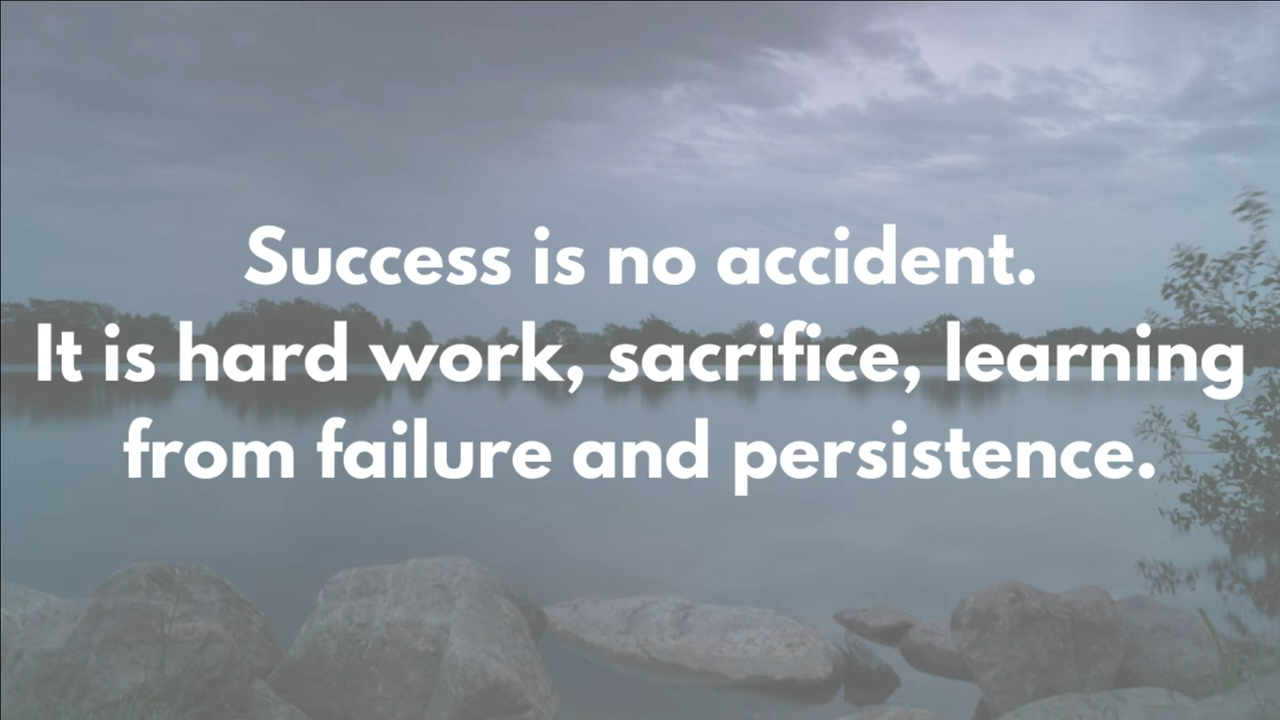 Success is no accident.
It is hard work, sacrifice, learning
from failure and persistence.